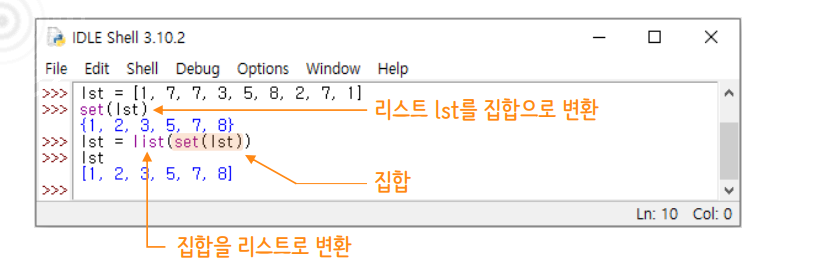 IDLE Shell 3.10.2
File Edit Shell Debug Options Window Help
>>> lst = [1, 7, 7, 3, 5, 8, 2, 7, 1]
>>> set(lst)
리스트 lst를 집합으로 변환
{1, 2, 3, 5, 7, 8}
>>> lst = list(set(lst))
>>> lst
[1, 2, 3, 5, 7, 8]
집합
>>>
Ln: 10 Col: 0
집합을 리스트로 변환